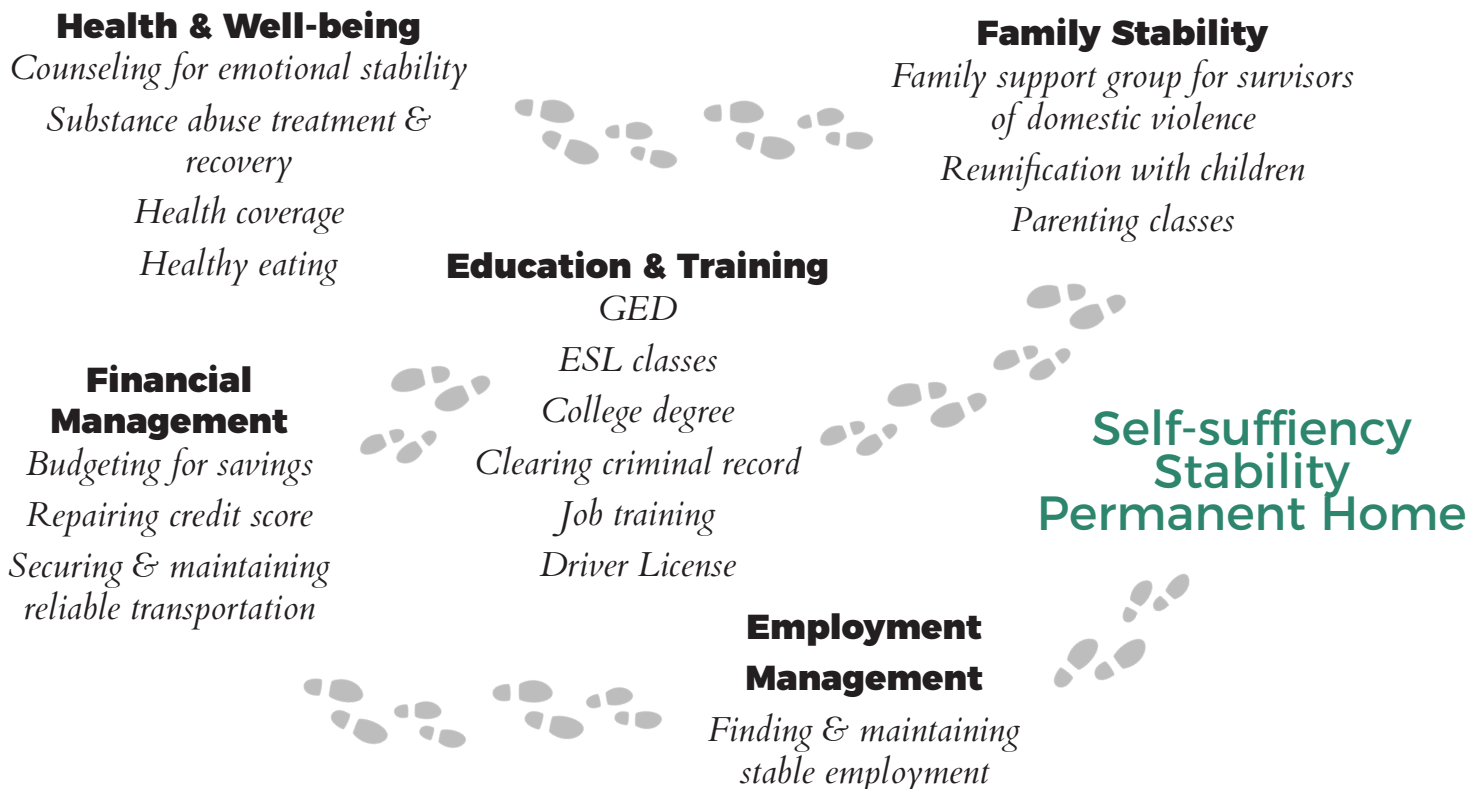 Health & Well-being
Counseling for emotional stability
Substance abuse treatment &
recovery
Health coverage
Healthy eating
Family Stability
Family support group for survisors
of domestic violence
Reunification with children
Parenting classes
Education & Training
GED
ESL classes
College degree
Clearing criminal record
Job training
Driver License
Financial
Management
Budgeting for savings
Repairing credit score
Securing & maintaining
reliable transportation
Employment
Management
Finding & maintaining
stable employment
Self-suffiency
Stability
Permanent Home